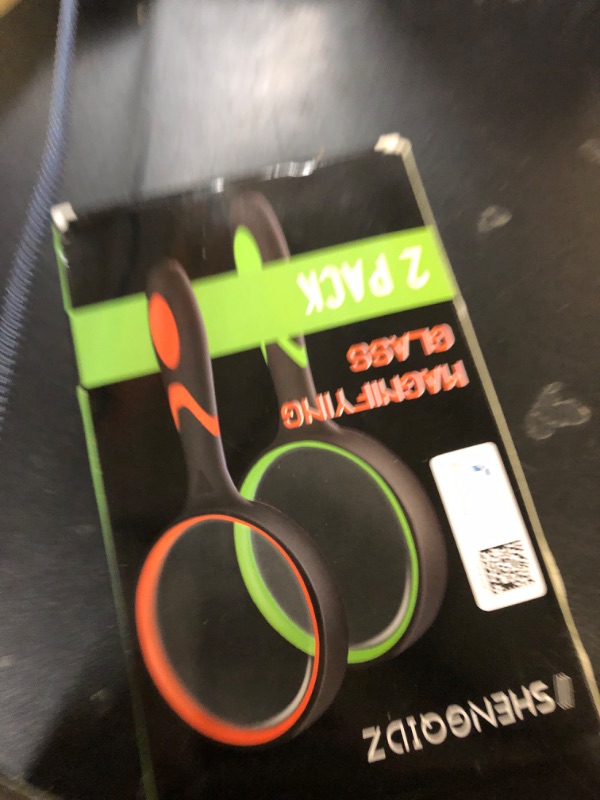 SHENGQIDZ
MAGNIFYING
GLASS
2 PACK